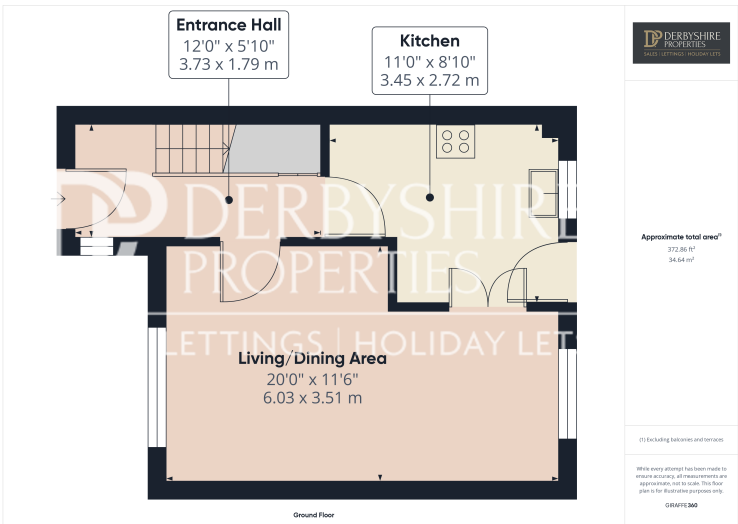 Entrance Hall
12'0" x 5'10"
3.73 x 1.79 m
Kitchen
11'0" x 8'10"
3.45 x 2.72 m
DERBYSHIRE
PROPERTIES
LETTINGS | HOLIDAY LET
Living/Dining Area
20'0" x 11'6"
6.03 x 3.51 m
Ground Floor
DERBYSHIRE
PROPERTIES
SALES | LETTINGS | HOLIDAY LETS
Approximate total area(1)
372.86 ft²
34.64 m²
(1) Excluding balconies and terraces
While every attempt has been made to
ensure accuracy, all measurements are
approximate, not to scale. This floor
plan is for illustrative purposes only.
GIRAFFE360